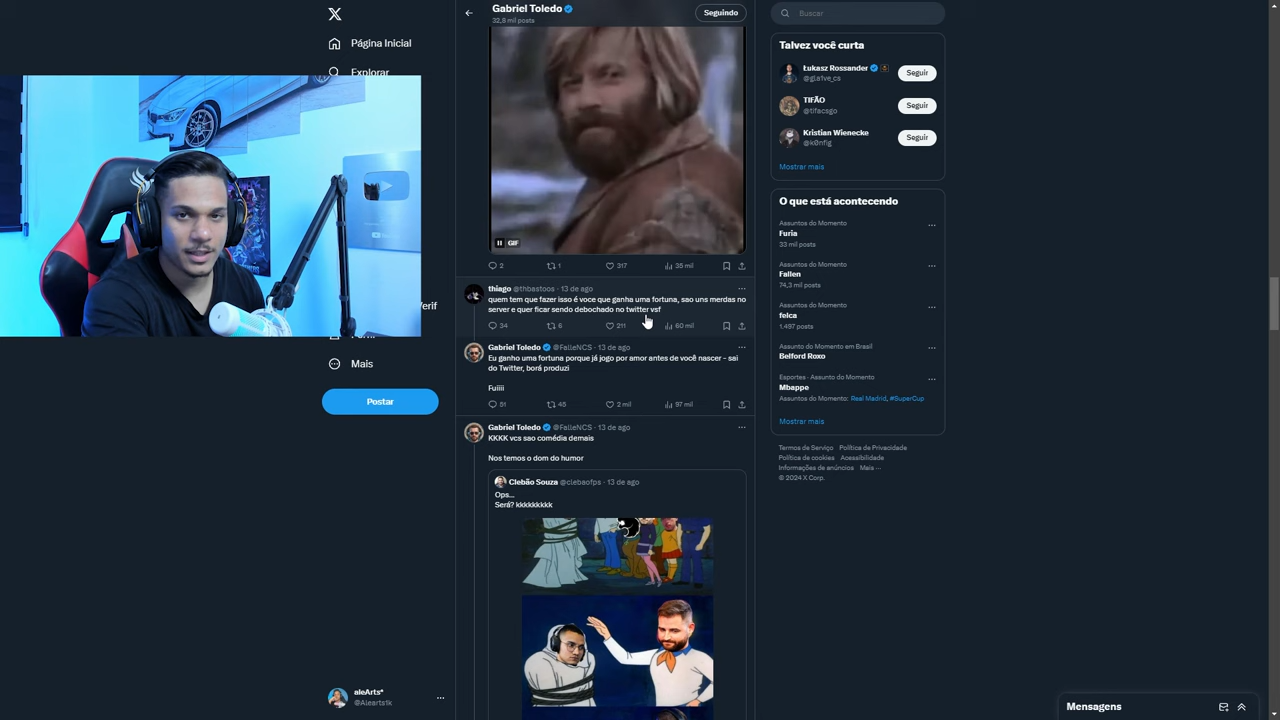 Gabriel Toledo
32,8 mil posts
Seguindo
Buscar
Página Inicial
Explorar
erif
Mais
Postar
aleArts*
@Alearts1k
GIF
2
1
317
35 mil
thiago @thbastoos · 13 de ago
quem tem que fazer isso é voce que ganha uma fortuna, sao uns merdas no
server e quer ficar sendo debochado no twitter vsf
34
6
211
60 mil
Gabriel Toledo @FalleNCS · 13 de ago
Eu ganho uma fortuna porque já jogo por amor antes de você nascer - sai
do Twitter, borá produzi
Fuiiii
51
45
2 mil
97 mil
Gabriel Toledo @FalleNCS · 13 de ago
KKKK vcs sao comédia demais
Nos temos o dom do humor
Clebão Souza @clebaofps · 13 de ago
Ops...
Será? kkkkkkkkk
Talvez você curta
Łukasz Rossander
@gla1ve_cs
Seguir
TIFÃO
@tifacsgo
Seguir
Kristian Wienecke
@k0nfig
Seguir
Mostrar mais
O que está acontecendo
Assuntos do Momento
Furia
33 mil posts
Assuntos do Momento
Fallen
74,3 mil posts
Assuntos do Momento
felca
1.497 posts
Assunto do Momento em Brasil
Belford Roxo
Esportes · Assunto do Momento
Mbappe
Assuntos do Momento: Real Madrid, #SuperCup
Mostrar mais
Termos de Serviço Política de Privacidade
Política de cookies Acessibilidade
Informações de anúncios Mais ...
© 2024 X Corp.
Mensagens